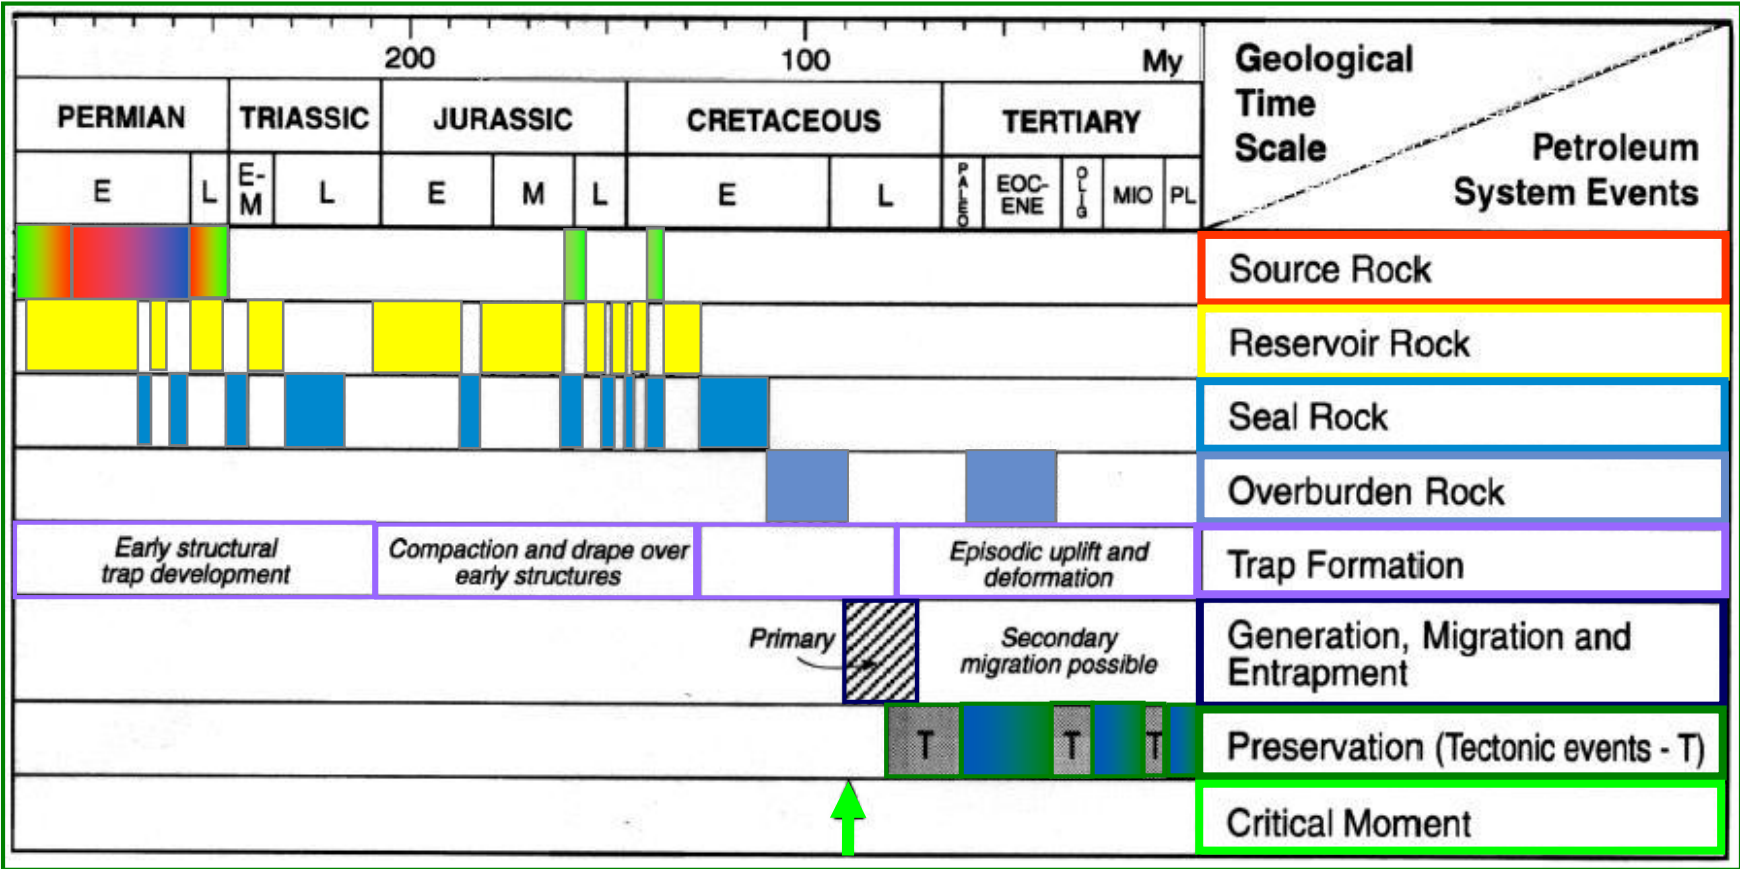 200 100 My
Geological
Time
Scale
Petroleum
System Events
PERMIAN TRIASSIC JURASSIC CRETACEOUS TERTIARY
E L E-M L E M L E L PALEO EOC-ENE OLIG MIO PL
Source Rock
Reservoir Rock
Seal Rock
Overburden Rock
Early structural
trap development
Compaction and drape over
early structures
Episodic uplift and
deformation
Trap Formation
Primary
Secondary
migration possible
Generation, Migration and
Entrapment
T T T
Preservation (Tectonic events - T)
Critical Moment